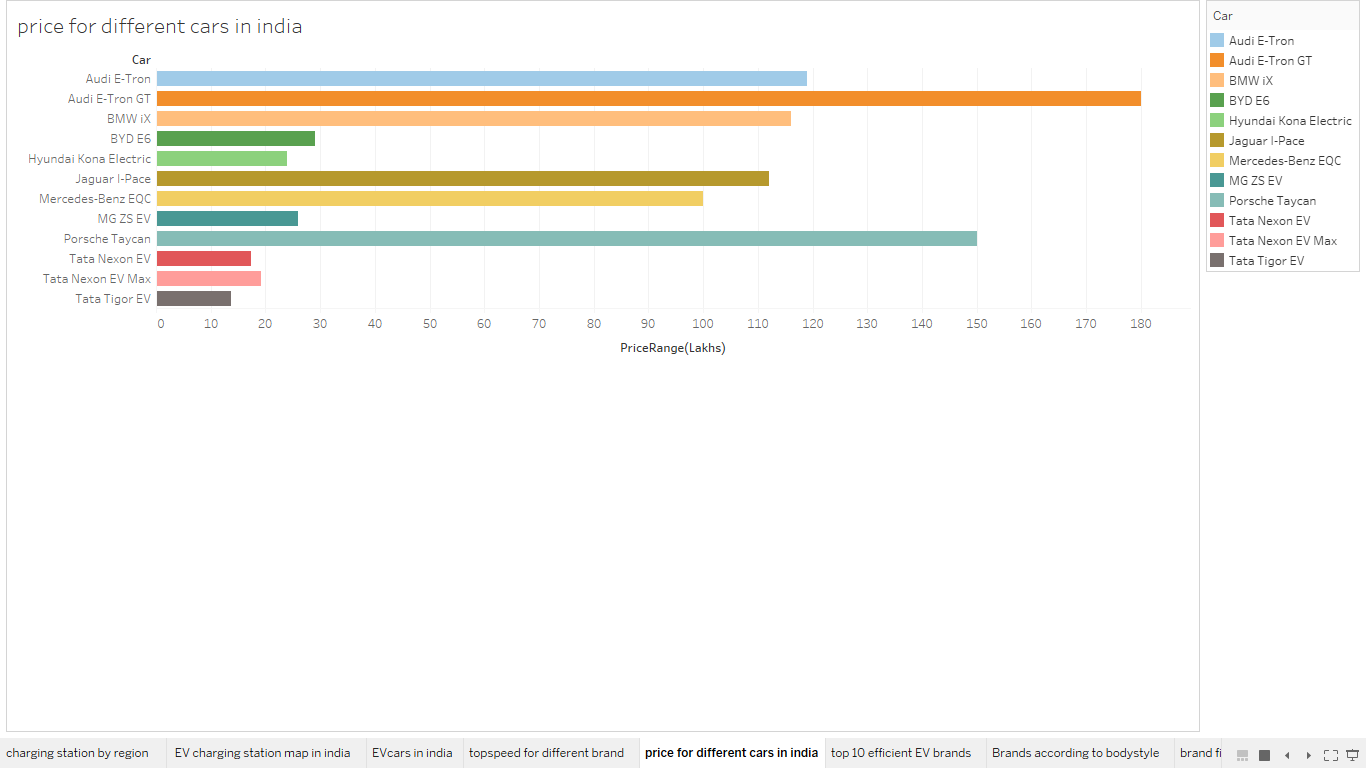 price for different cars in india
Car
Audi E-Tron
Audi E-Tron GT
BMW iX
BYD E6
Hyundai Kona Electric
Jaguar I-Pace
Mercedes-Benz EQC
MG ZS EV
Porsche Taycan
Tata Nexon EV
Tata Nexon EV Max
Tata Tigor EV
0 10 20 30 40 50 60 70 80 90 100 110 120 130 140 150 160 170 180
PriceRange(Lakhs)
Car
Audi E-Tron
Audi E-Tron GT
BMW iX
BYD E6
Hyundai Kona Electric
Jaguar I-Pace
Mercedes-Benz EQC
MG ZS EV
Porsche Taycan
Tata Nexon EV
Tata Nexon EV Max
Tata Tigor EV
charging station by region EV charging station map in india EVcars in india topspeed for different brand price for different cars in india top 10 efficient EV brands Brands according to bodystyle brand fi